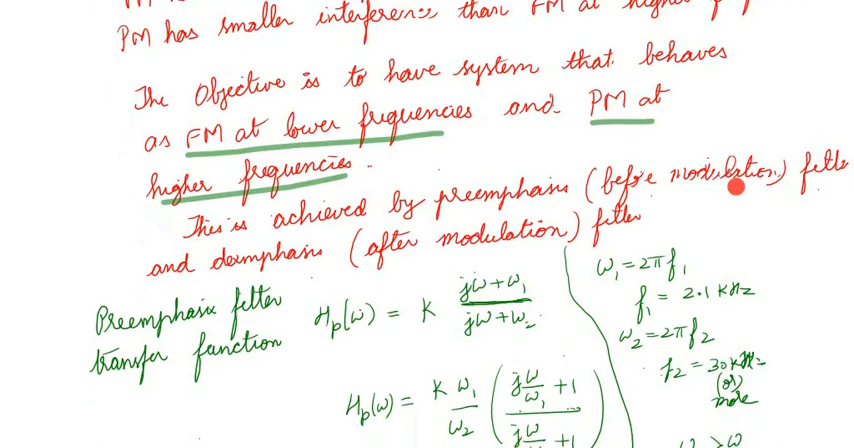 PM has smaller interference than FM at higher
The Objective is to have system that behaves
as FM at lower frequencies and PM at
higher frequencies.
This is achieved by preemphasis (before modulation) filter
and deemphasis (after modulation) filter
Preemphasis filter
transfer function
Hp(ω) = K (jω+ω1)/(jω+ω2)
Hp(ω) = K ω1/ω2 ((jω/ω1 + 1)/(jω/ω2 + 1))
ω1 = 2πf1
f1 = 2.1 kHz
ω2 = 2πf2
f2 = 30 kHz
(or)
more